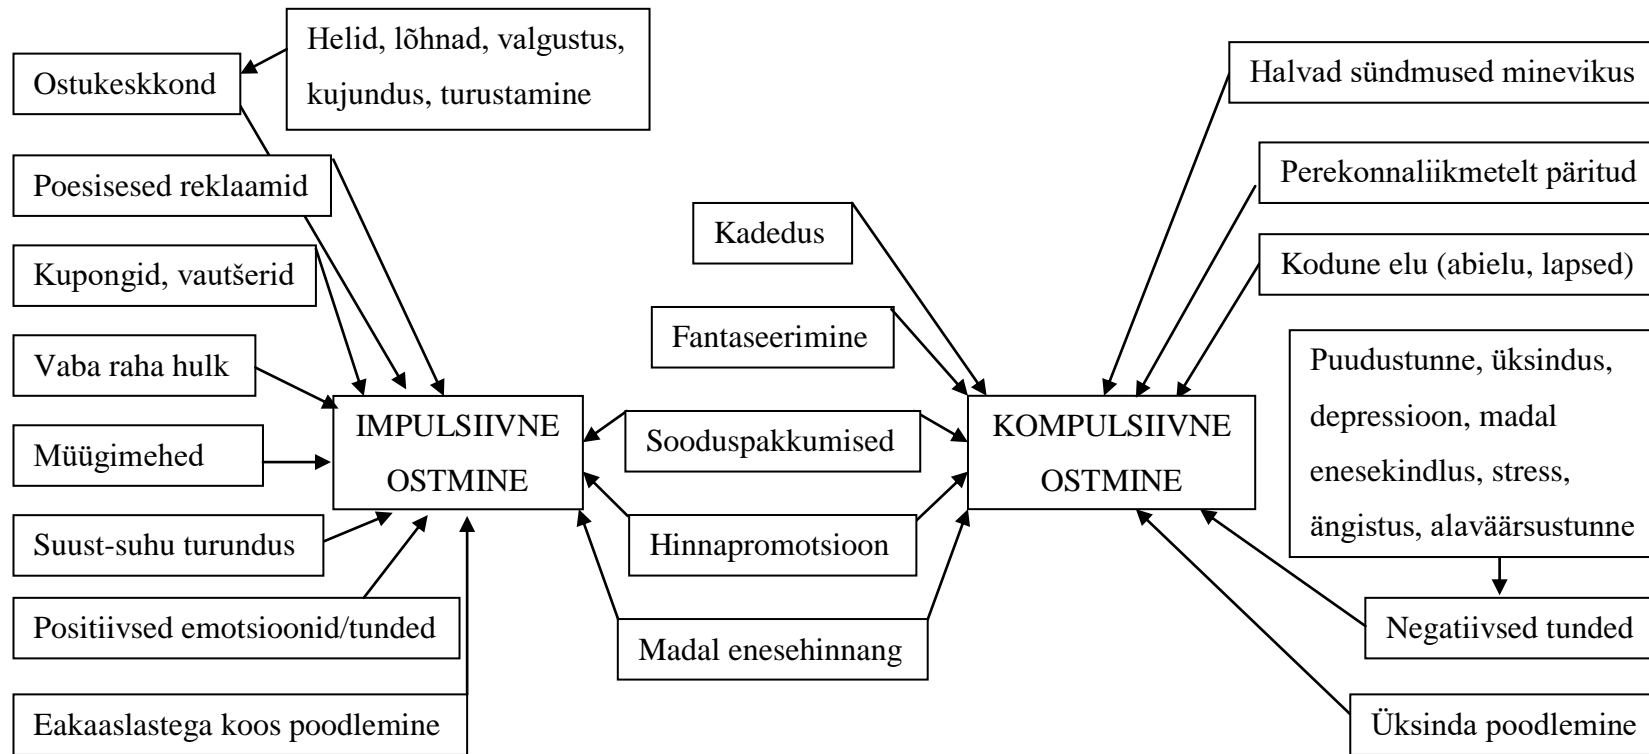 Helid, lõhnad, valgustus,
kujundus, turustamine
Ostukeskkond
Poesisesed reklaamid
Kupongid, vautšerid
Vaba raha hulk
Müügimehed
Suust-suhu turundus
Positiivsed emotsioonid/tunded
Eakaaslastega koos poodlemine
IMPULSIIVNE
OSTMINE
Kadedus
Fantaseerimine
Sooduspakkumised
Hinnapromotsioon
Madal enesehinnang
KOMPULSIIVNE
OSTMINE
Halvad sündmused minevikus
Perekonnaliikmetelt päritud
Kodune elu (abielu, lapsed)
Puudustunne, üksindus,
depressioon, madal
enesekindlus, stress,
ängistus, alaväärsustunne
Negatiivsed tunded
Üksinda poodlemine